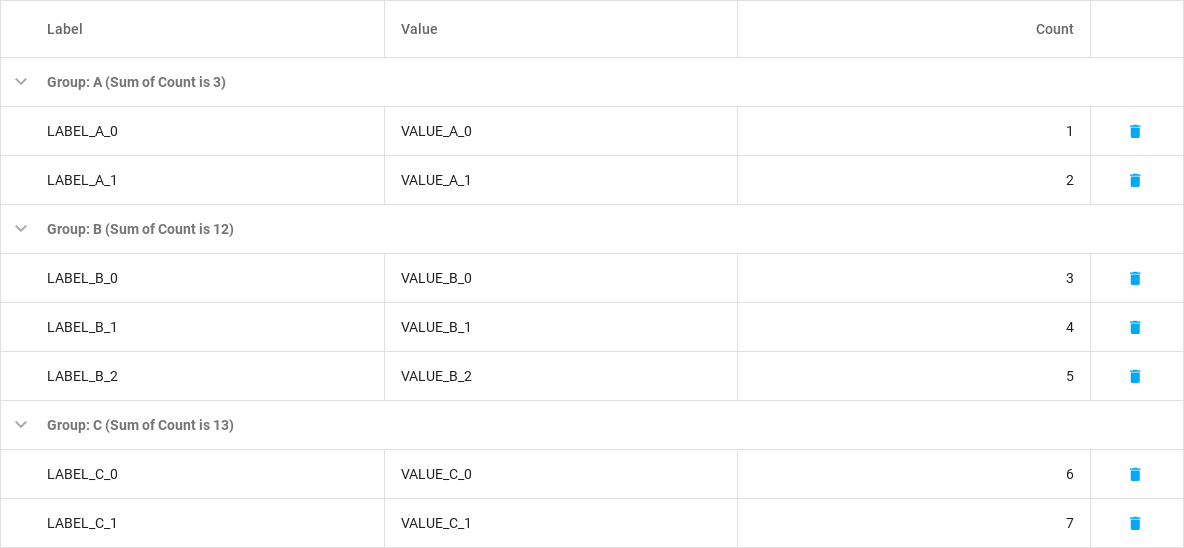 Label Value Count
Group: A (Sum of Count is 3)
LABEL_A_0 VALUE_A_0 1
LABEL_A_1 VALUE_A_1 2
Group: B (Sum of Count is 12)
LABEL_B_0 VALUE_B_0 3
LABEL_B_1 VALUE_B_1 4
LABEL_B_2 VALUE_B_2 5
Group: C (Sum of Count is 13)
LABEL_C_0 VALUE_C_0 6
LABEL_C_1 VALUE_C_1 7